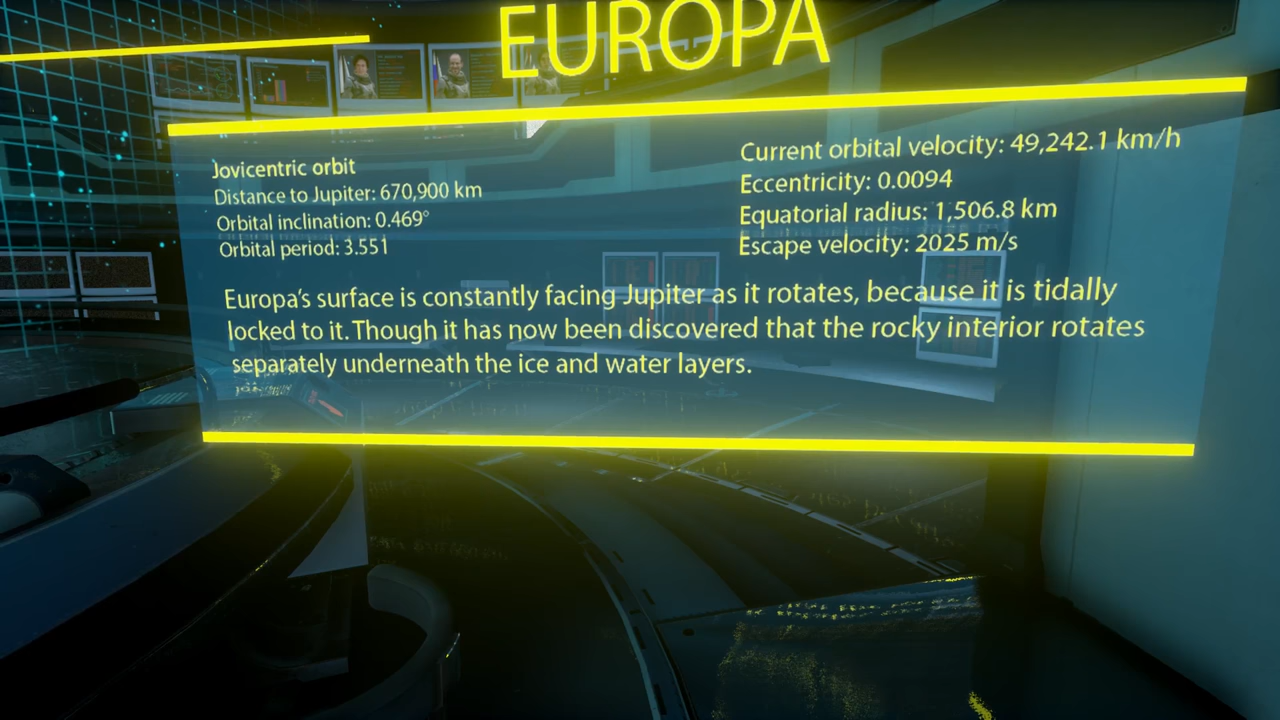 EUROPA
Jovicentric orbit
Distance to Jupiter: 670,900 km
Orbital inclination: 0.469°
Orbital period: 3.551
Current orbital velocity: 49,242.1 km/h
Eccentricity: 0.0094
Equatorial radius: 1,506.8 km
Escape velocity: 2025 m/s
Europa's surface is constantly facing Jupiter as it rotates, because it is tidally
locked to it. Though it has now been discovered that the rocky interior rotates
separately underneath the ice and water layers.